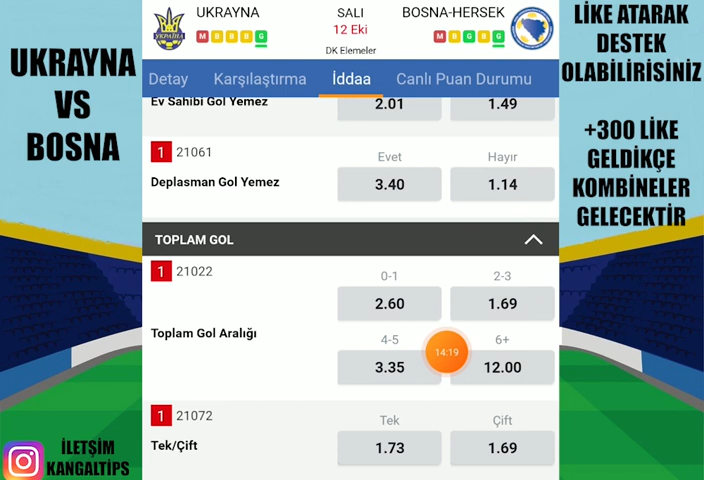 UKRAYNA
VS
BOSNA
UKRAYNA
M B B B G
SALI
12 Eki
DK Elemeler
BOSNA-HERSEK
M B G B G
Detay Karşılaştırma İddaa Canlı Puan Durumu
Ev Sahibi Gol Yemez 2.01 1.49
1 21061
Evet Hayır
Deplasman Gol Yemez 3.40 1.14
TOPLAM GOL
1 21022
0-1 2-3
2.60 1.69
Toplam Gol Aralığı
4-5 6+
3.35 12.00
14:19
1 21072
Tek Çift
Tek/Çift 1.73 1.69
LİKE ATARAK
DESTEK
OLABİLİRİSİNİZ
+300 LİKE
GELDİKÇE
KOMBİNELER
GELECEKTİR
İLETŞİM
KANGALTİPS